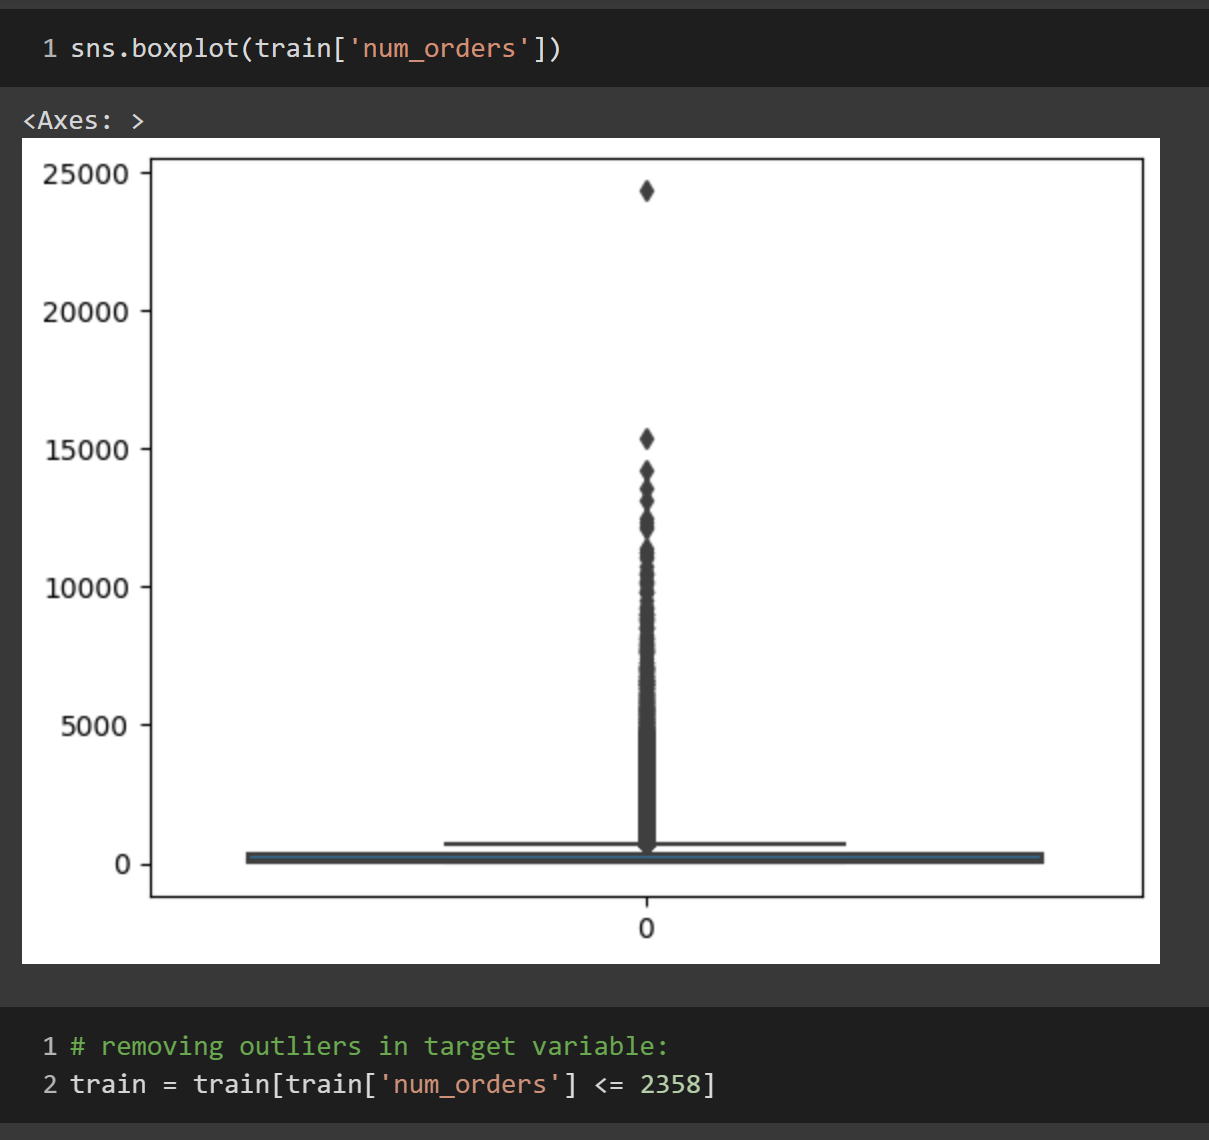 1 sns.boxplot(train['num_orders'])
<Axes: >
25000
20000
15000
10000
5000
0
0
1 # removing outliers in target variable:
2 train = train[train['num_orders'] <= 2358]